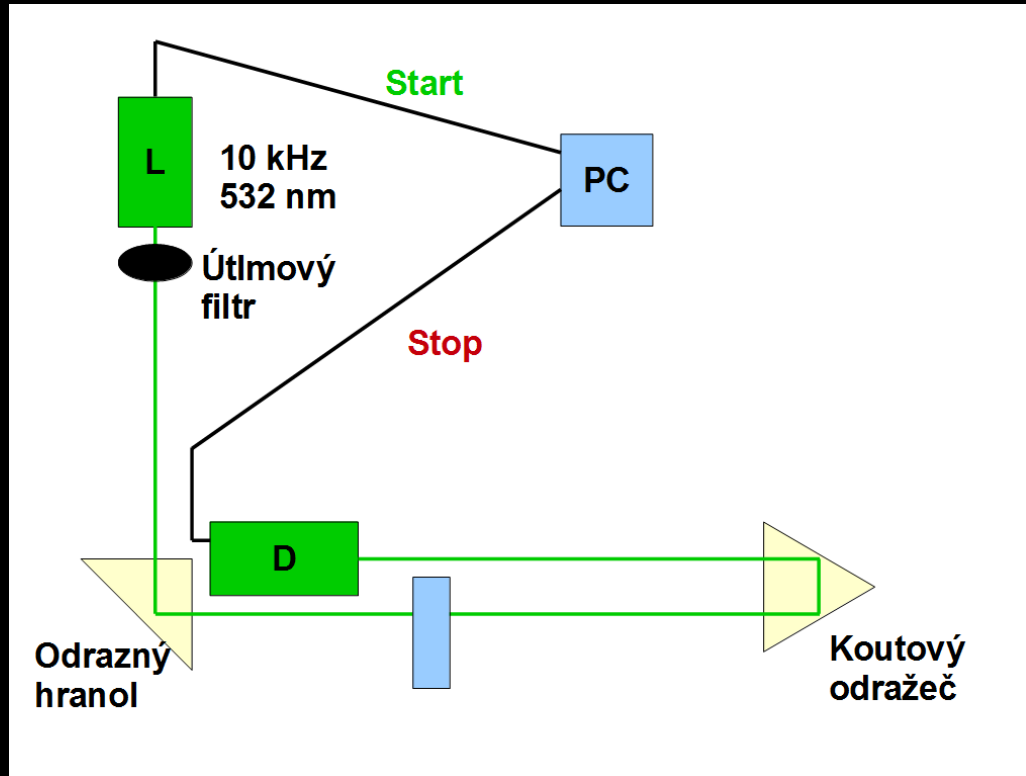 Start
L
10 kHz
532 nm
PC
Útlmový
filtr
Stop
D
Odrazný
hranol
Koutový
odražeč